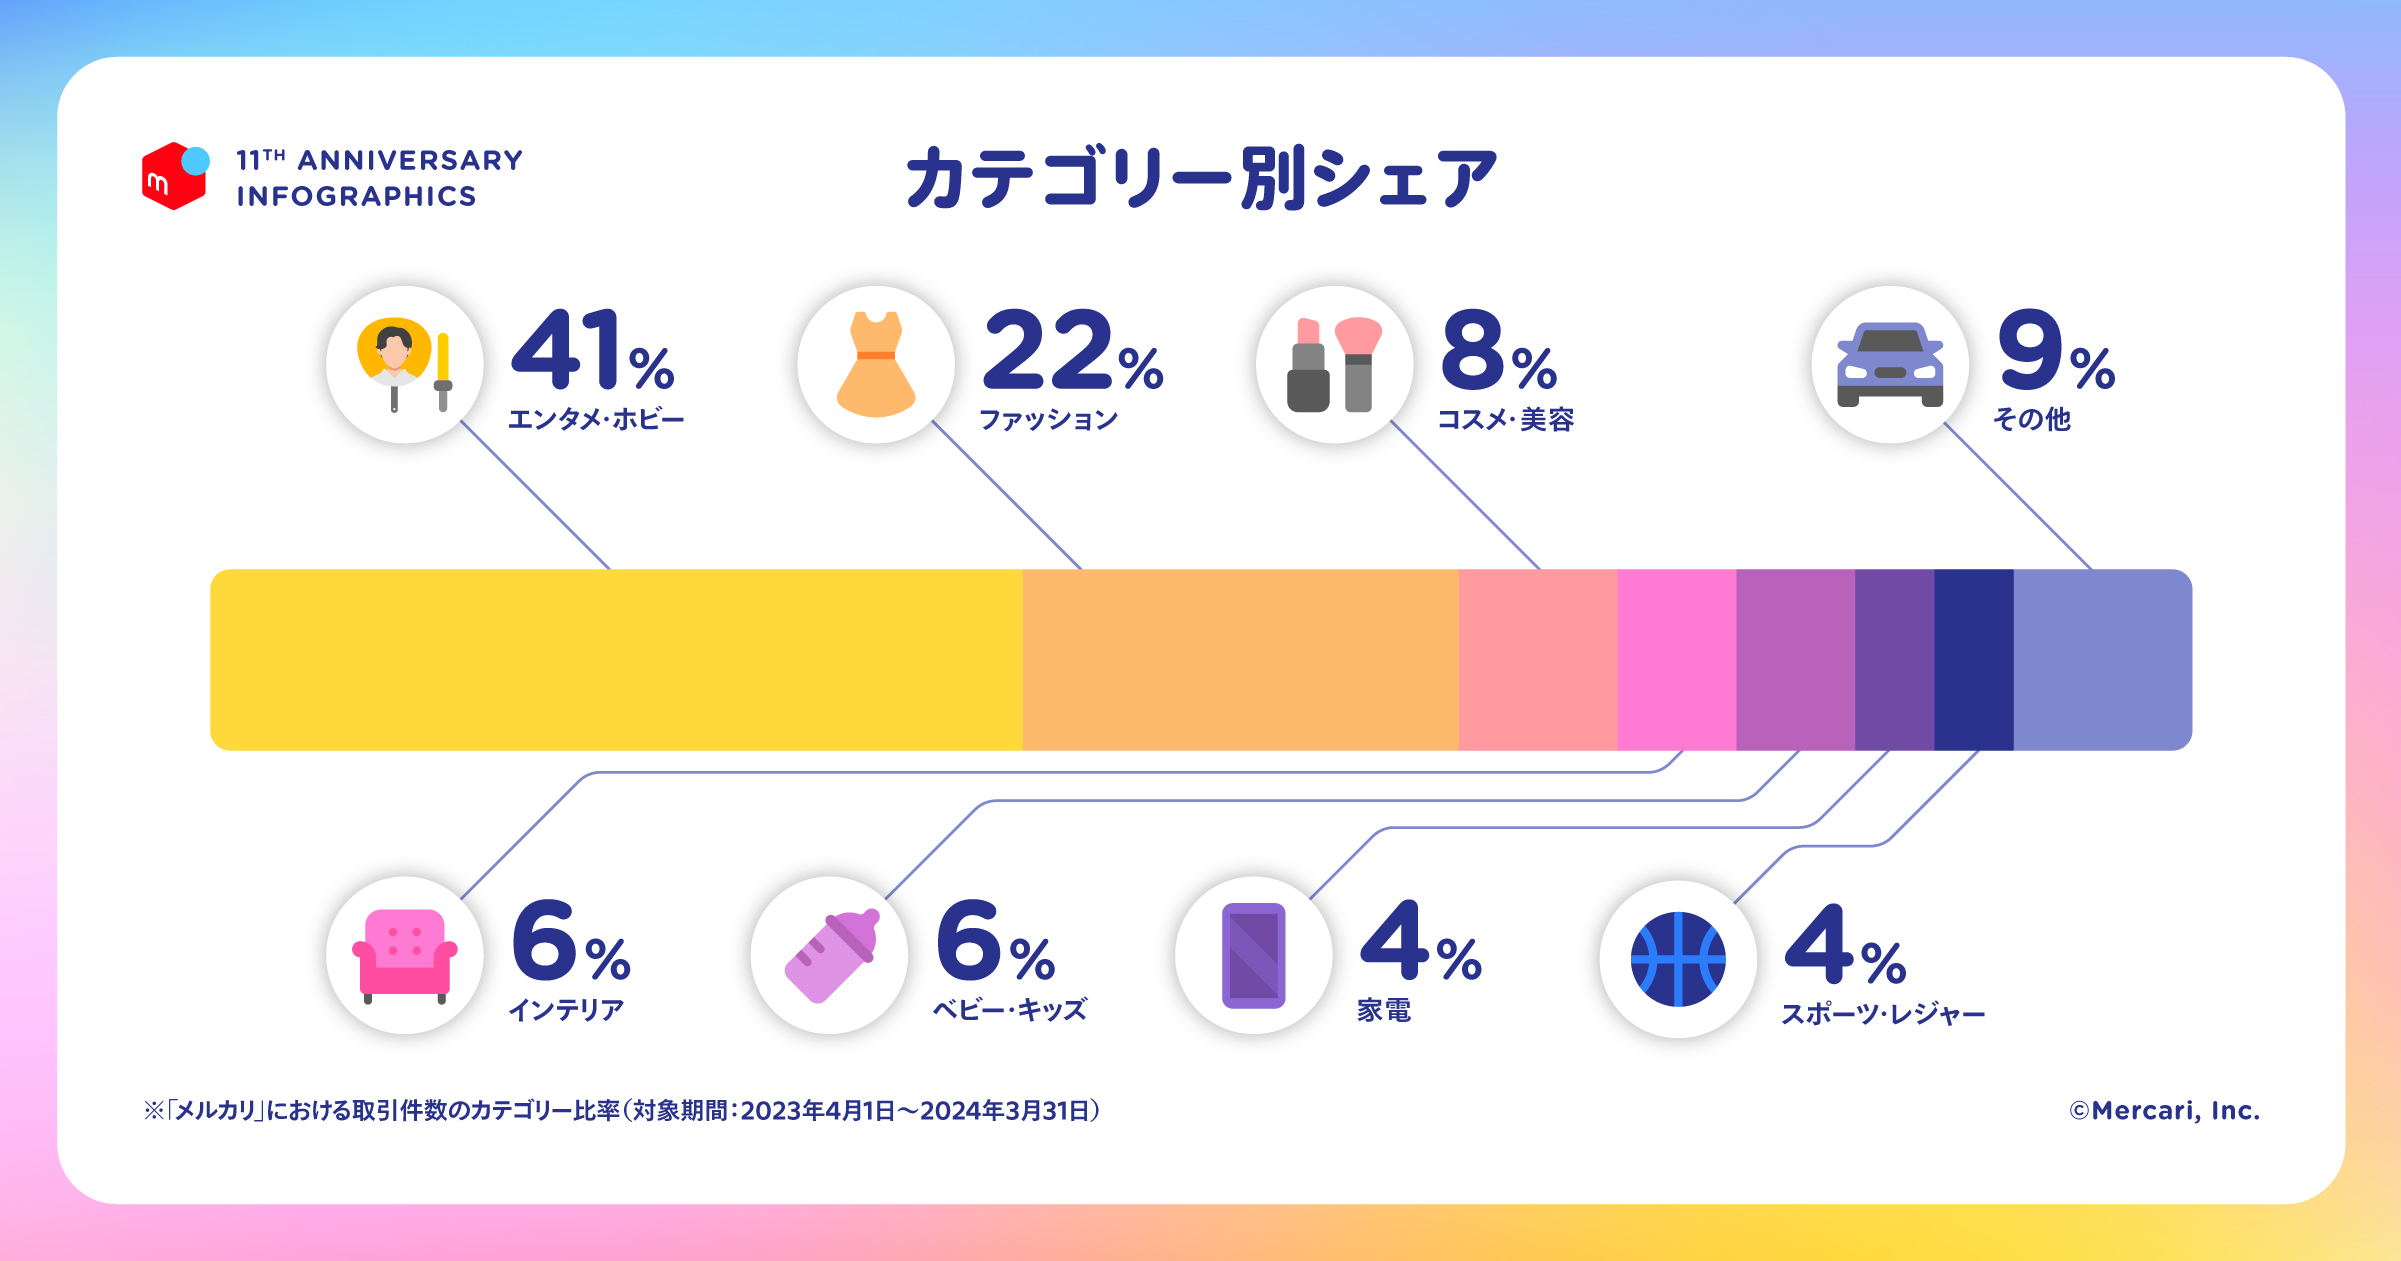 m
11TH ANNIVERSARY
INFOGRAPHICS
カテゴリー別シェア
41%
エンタメ・ホビー
22%
ファッション
8%
コスメ・美容
9%
その他
6%
インテリア
6%
ベビー・キッズ
4%
家電
4%
スポーツ・レジャー
※「メルカリ」における取引件数のカテゴリー比率（対象期間：2023年4月1日〜2024年3月31日）
©Mercari, Inc.